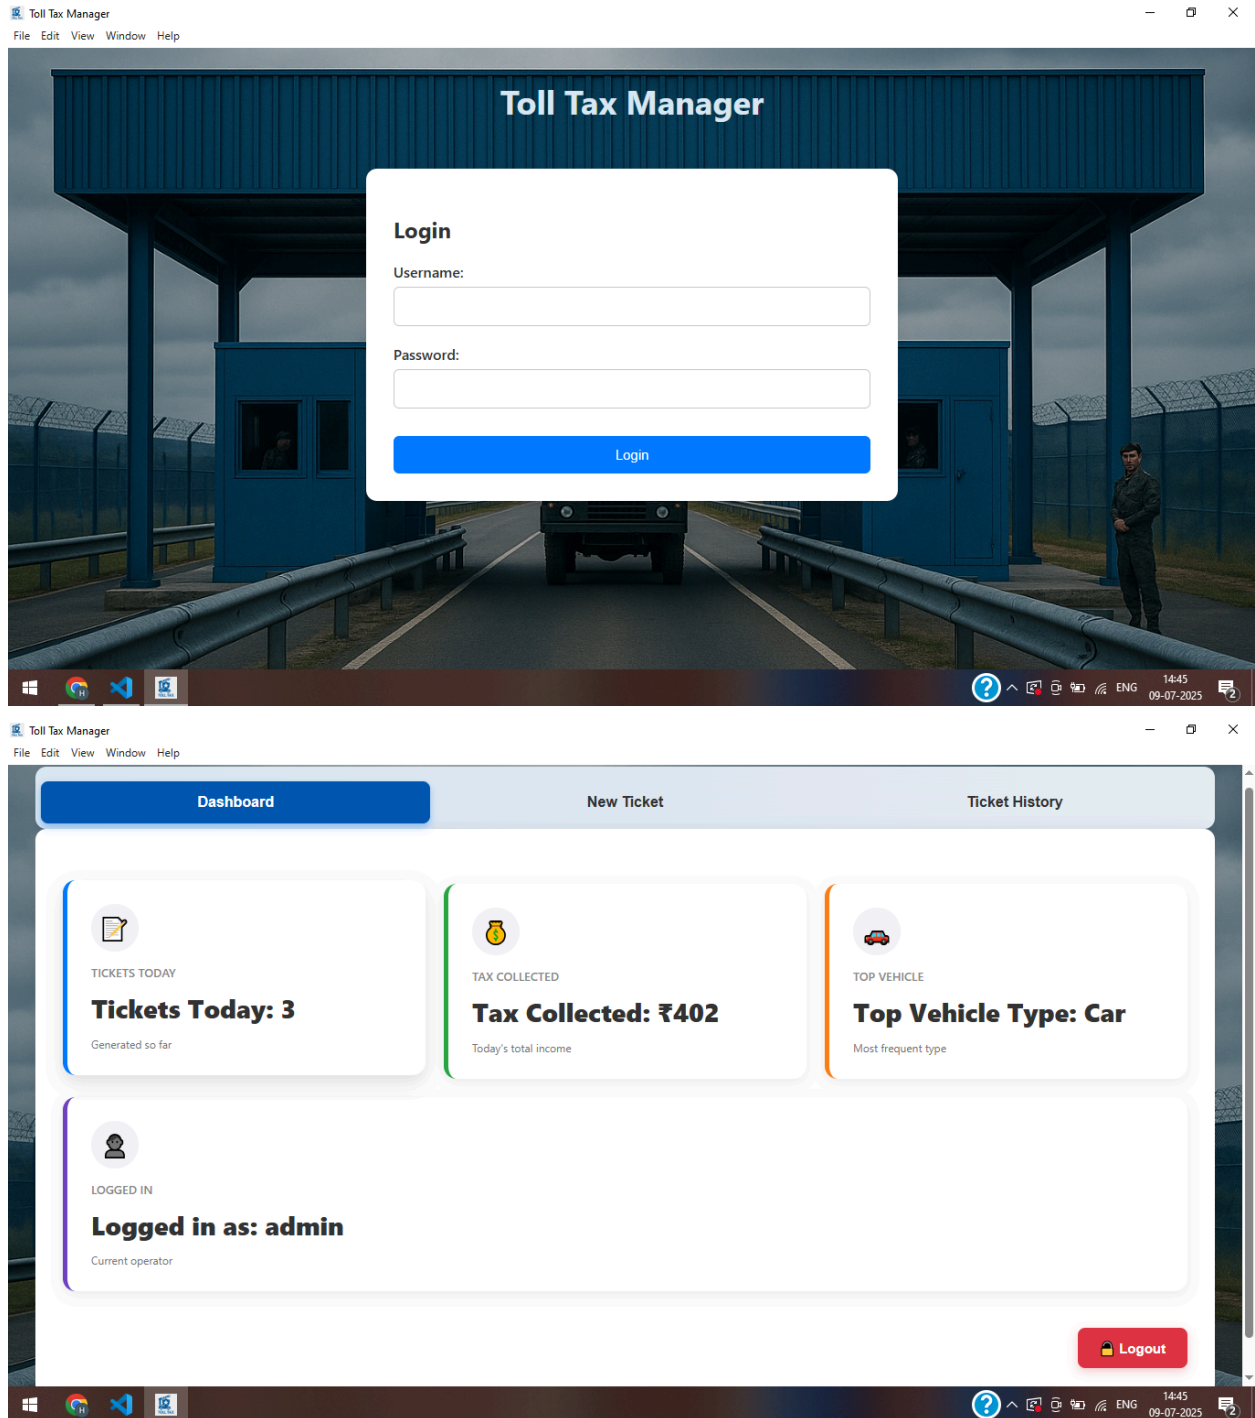 Toll Tax Manager
File Edit View Window Help
Toll Tax Manager
Login
Username:
Password:
Login
ENG
14:45
09-07-2025
2
Toll Tax Manager
File Edit View Window Help
Dashboard New Ticket Ticket History
TICKETS TODAY
Tickets Today: 3
Generated so far
TAX COLLECTED
Tax Collected: ₹402
Today's total income
TOP VEHICLE
Top Vehicle Type: Car
Most frequent type
LOGGED IN
Logged in as: admin
Current operator
Logout
ENG
14:45
09-07-2025
2